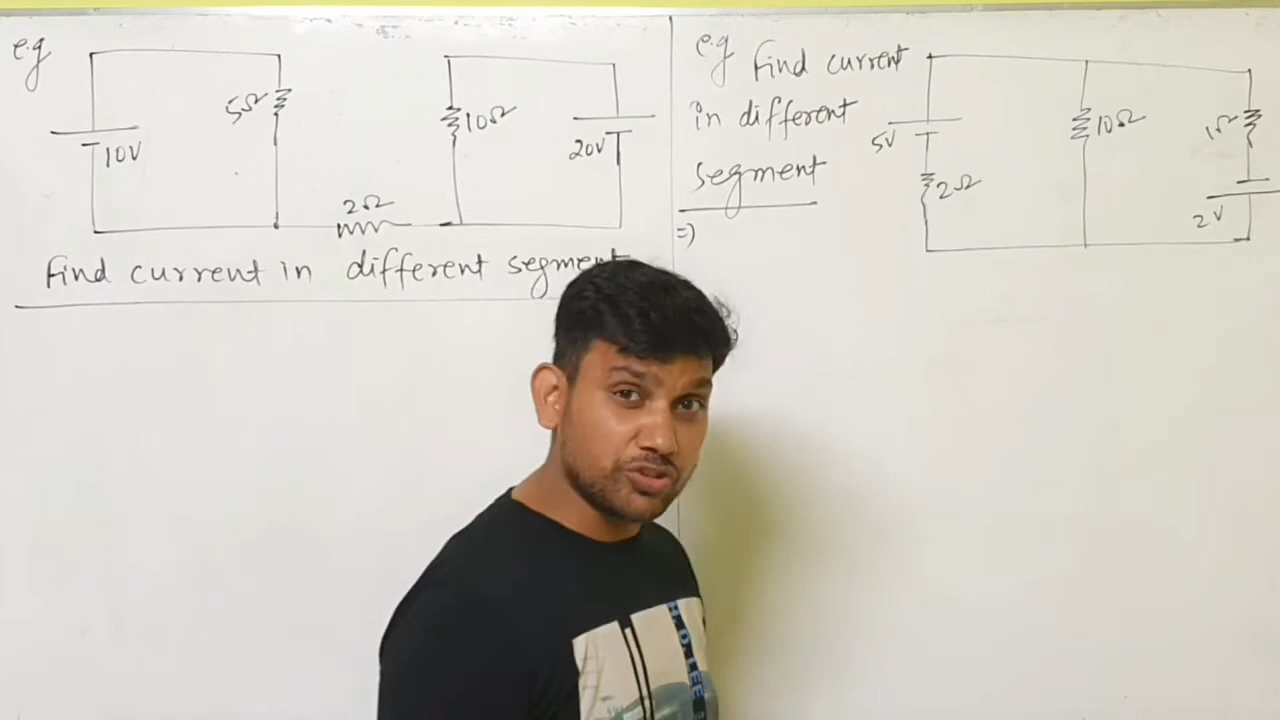 e.g
5Ω
10V
2Ω
10Ω
20V
Find current in different segment
e.g Find current
in different
segment
=)
5V
2Ω
10Ω
1Ω
2V